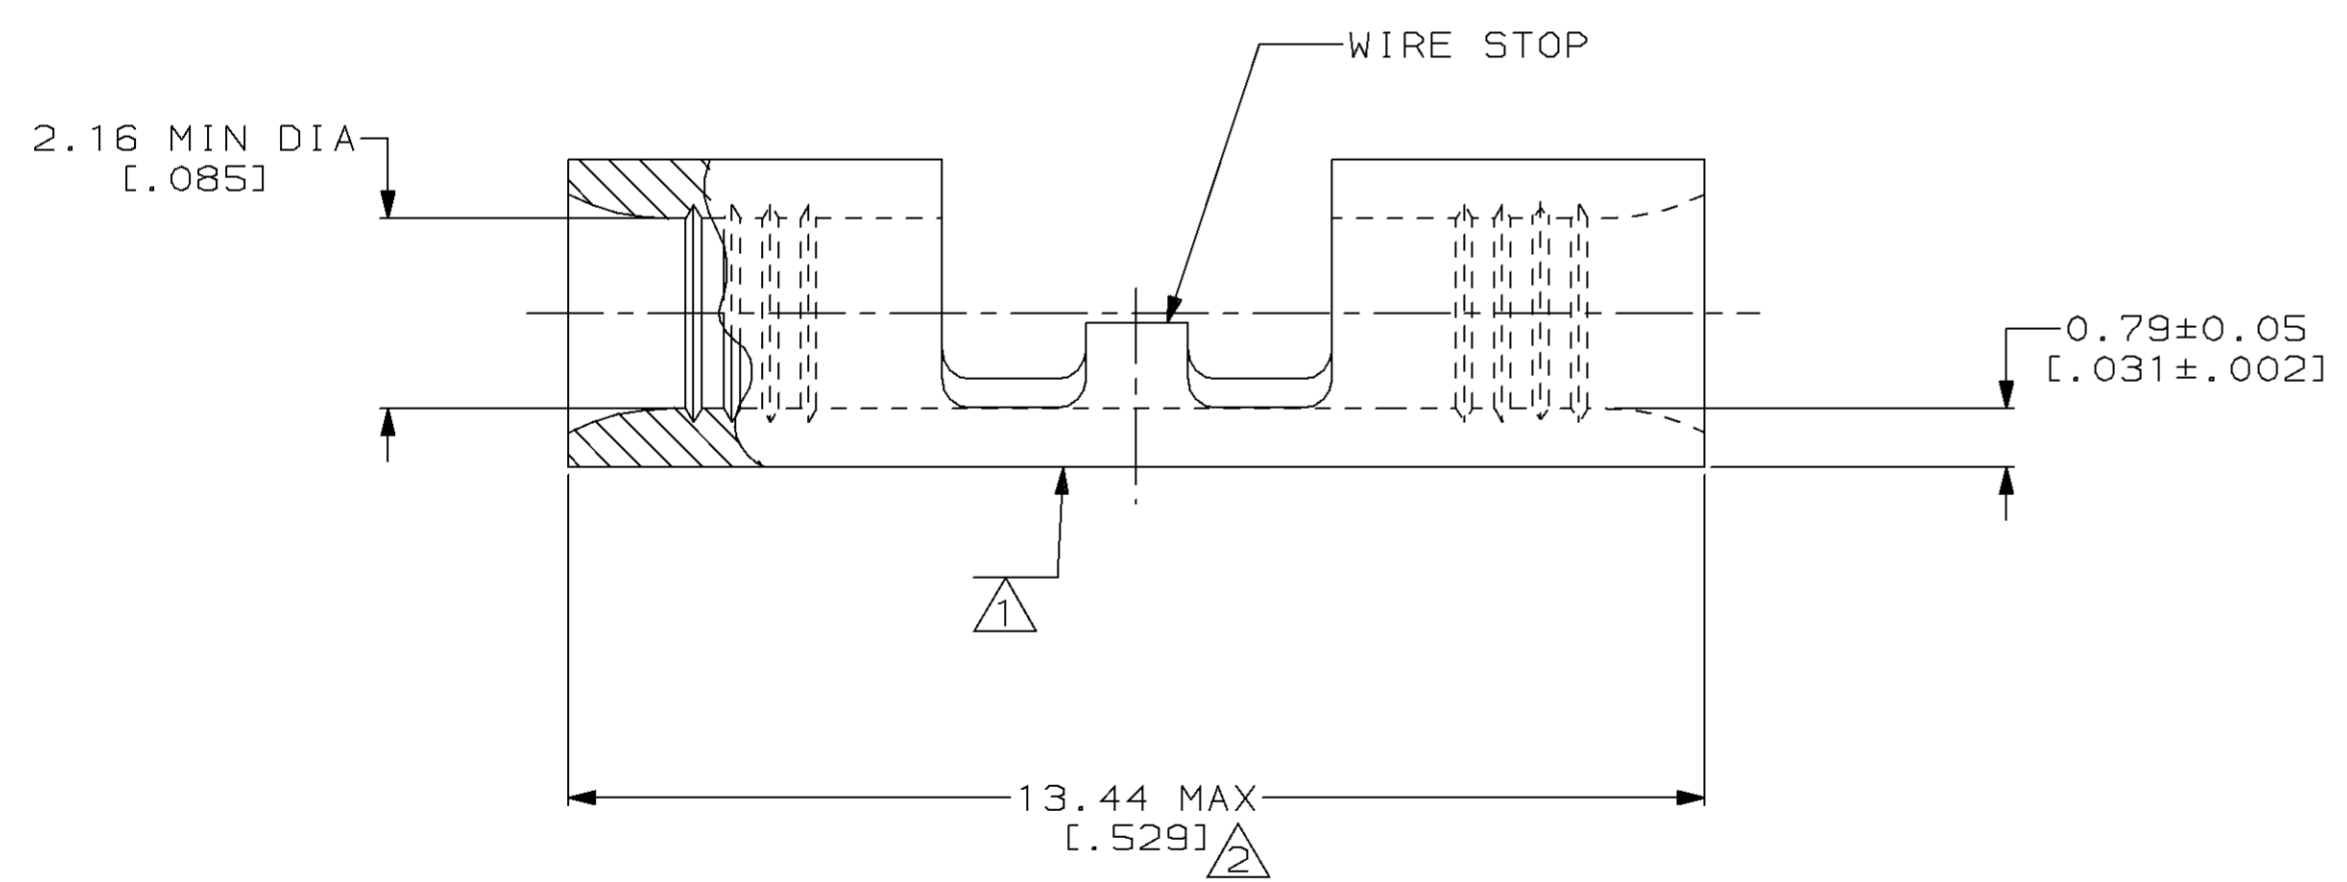 WIRE STOP
2.16 MIN DIA
[.085]
0.79±0.05
[.031±.002]
1
13.44 MAX
[.529]
2